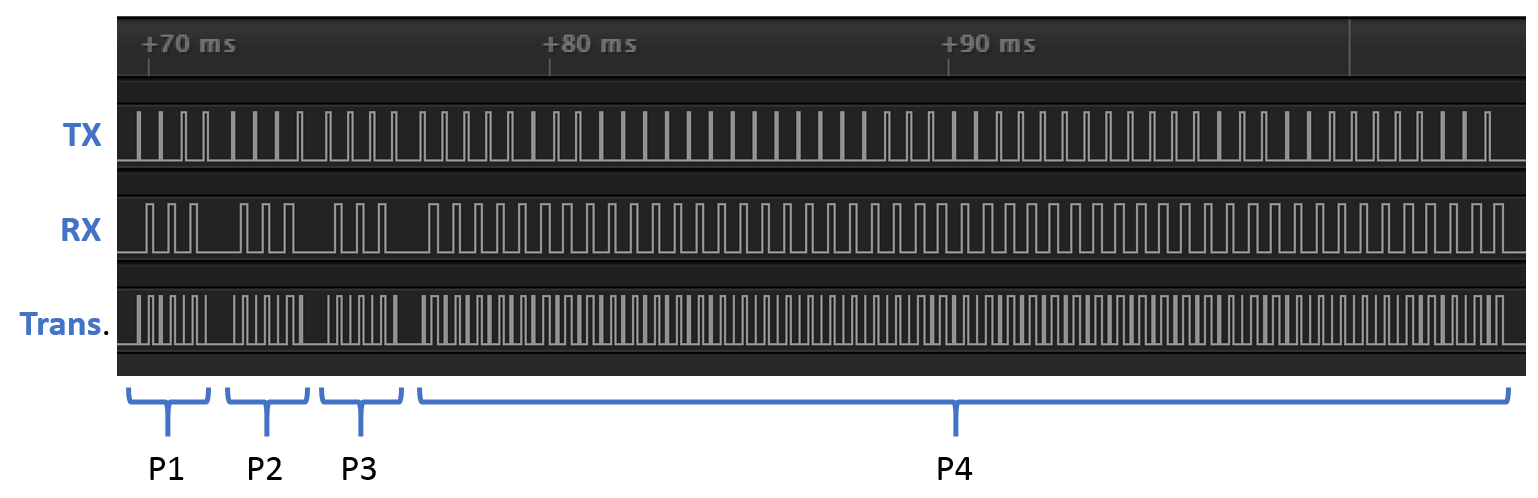 +70 ms +80 ms +90 ms
TX
RX
Trans.
P1 P2 P3 P4